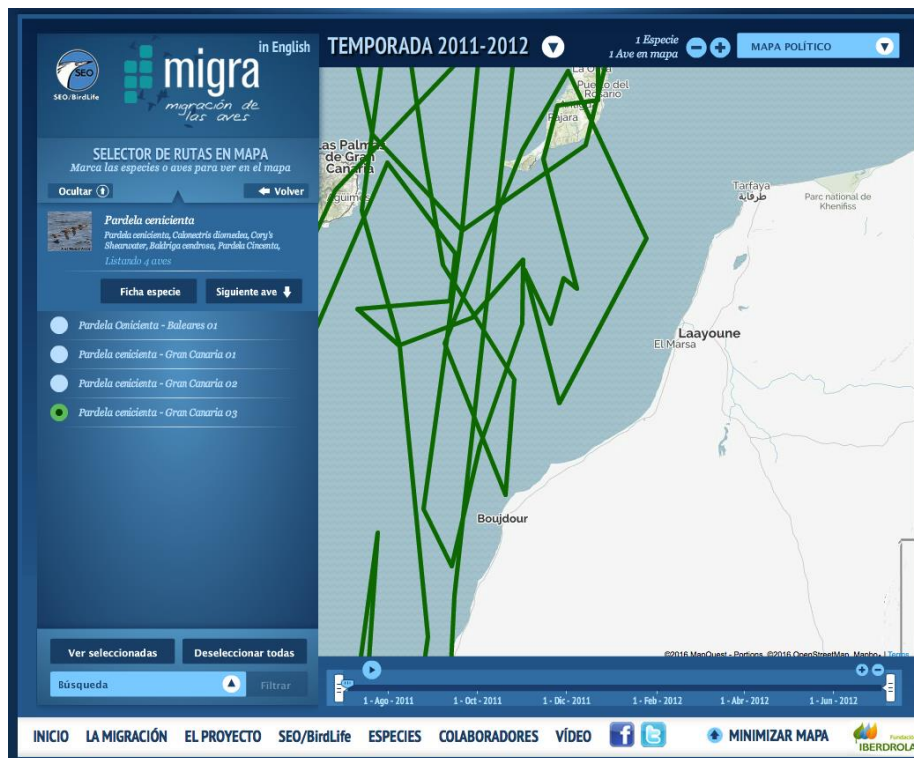 SEO
SEO/BirdLife
in English
migra
migración de
las aves
TEMPORADA 2011-2012
1 Especie
1 Ave en mapa
MAPA POLÍTICO
SELECTOR DE RUTAS EN MAPA
Marca las especies o aves para ver en el mapa
Ocultar
Volver
Pardela cenicienta
Pardela cenicienta, Calonectris diomedea, Cory's
Shearwater, Baldriga cendrosa, Pardela Cincenta,
Listando 4 aves
Ficha especie
Siguiente ave
Pardela Cenicienta - Baleares 01
Pardela cenicienta - Gran Canaria 01
Pardela cenicienta - Gran Canaria 02
Pardela cenicienta - Gran Canaria 03
Ver seleccionadas
Deseleccionar todas
Búsqueda
Filtrar
La
Puerto del
Rosario
Pajara
Las Palmas
de Gran
Canaria
Agüimes
Tarfaya
طرفاية
Parc national de
Khenifiss
Laayoune
El Marsa
Boujdour
©2016 MapQuest - Portions, ©2016 OpenStreetMap, Mapbox | Terms
1 - Ago - 2011
1 - Oct - 2011
1 - Dic - 2011
1 - Feb - 2012
1 - Abr - 2012
1 - Jun - 2012
INICIO
LA MIGRACIÓN
EL PROYECTO
SEO/BirdLife
ESPECIES
COLABORADORES
VÍDEO
MINIMIZAR MAPA
IBERDROLA